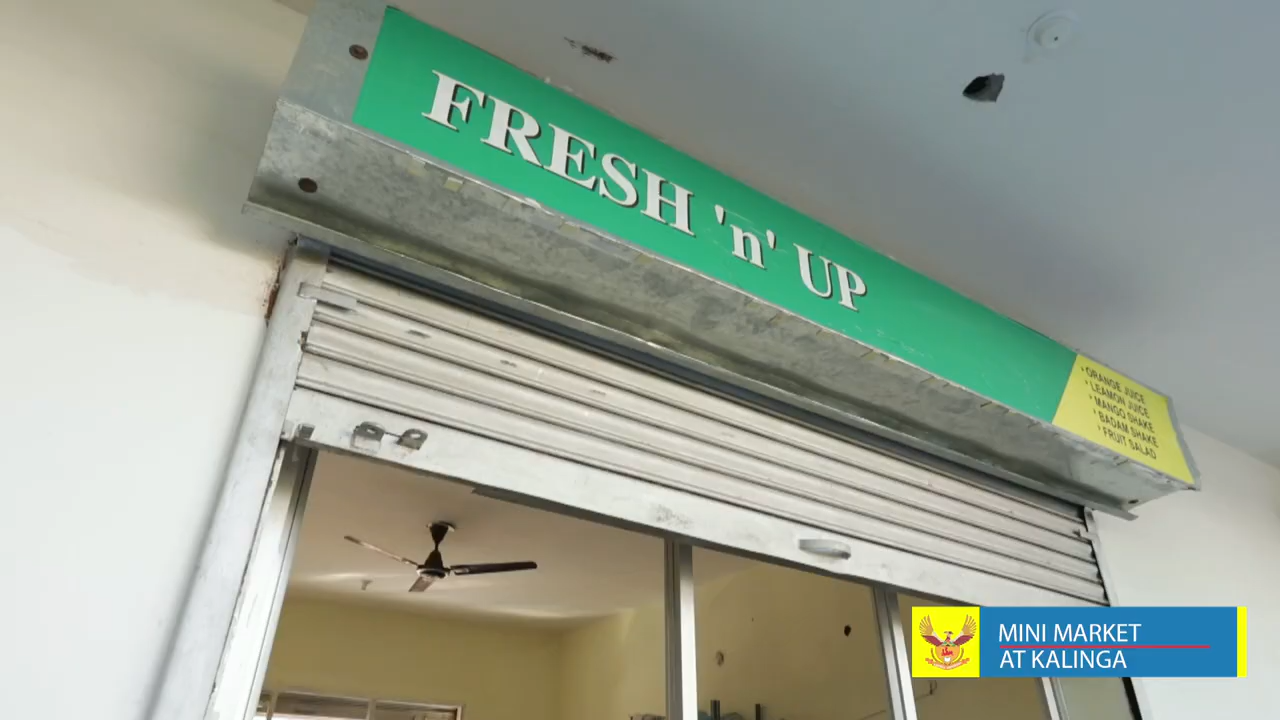 FRESH 'n' UP
• ORANGE JUICE
• LEAMON JUICE
• MANGO SHAKE
• BADAM SHAKE
• FRUIT SALAD
MINI MARKET
AT KALINGA